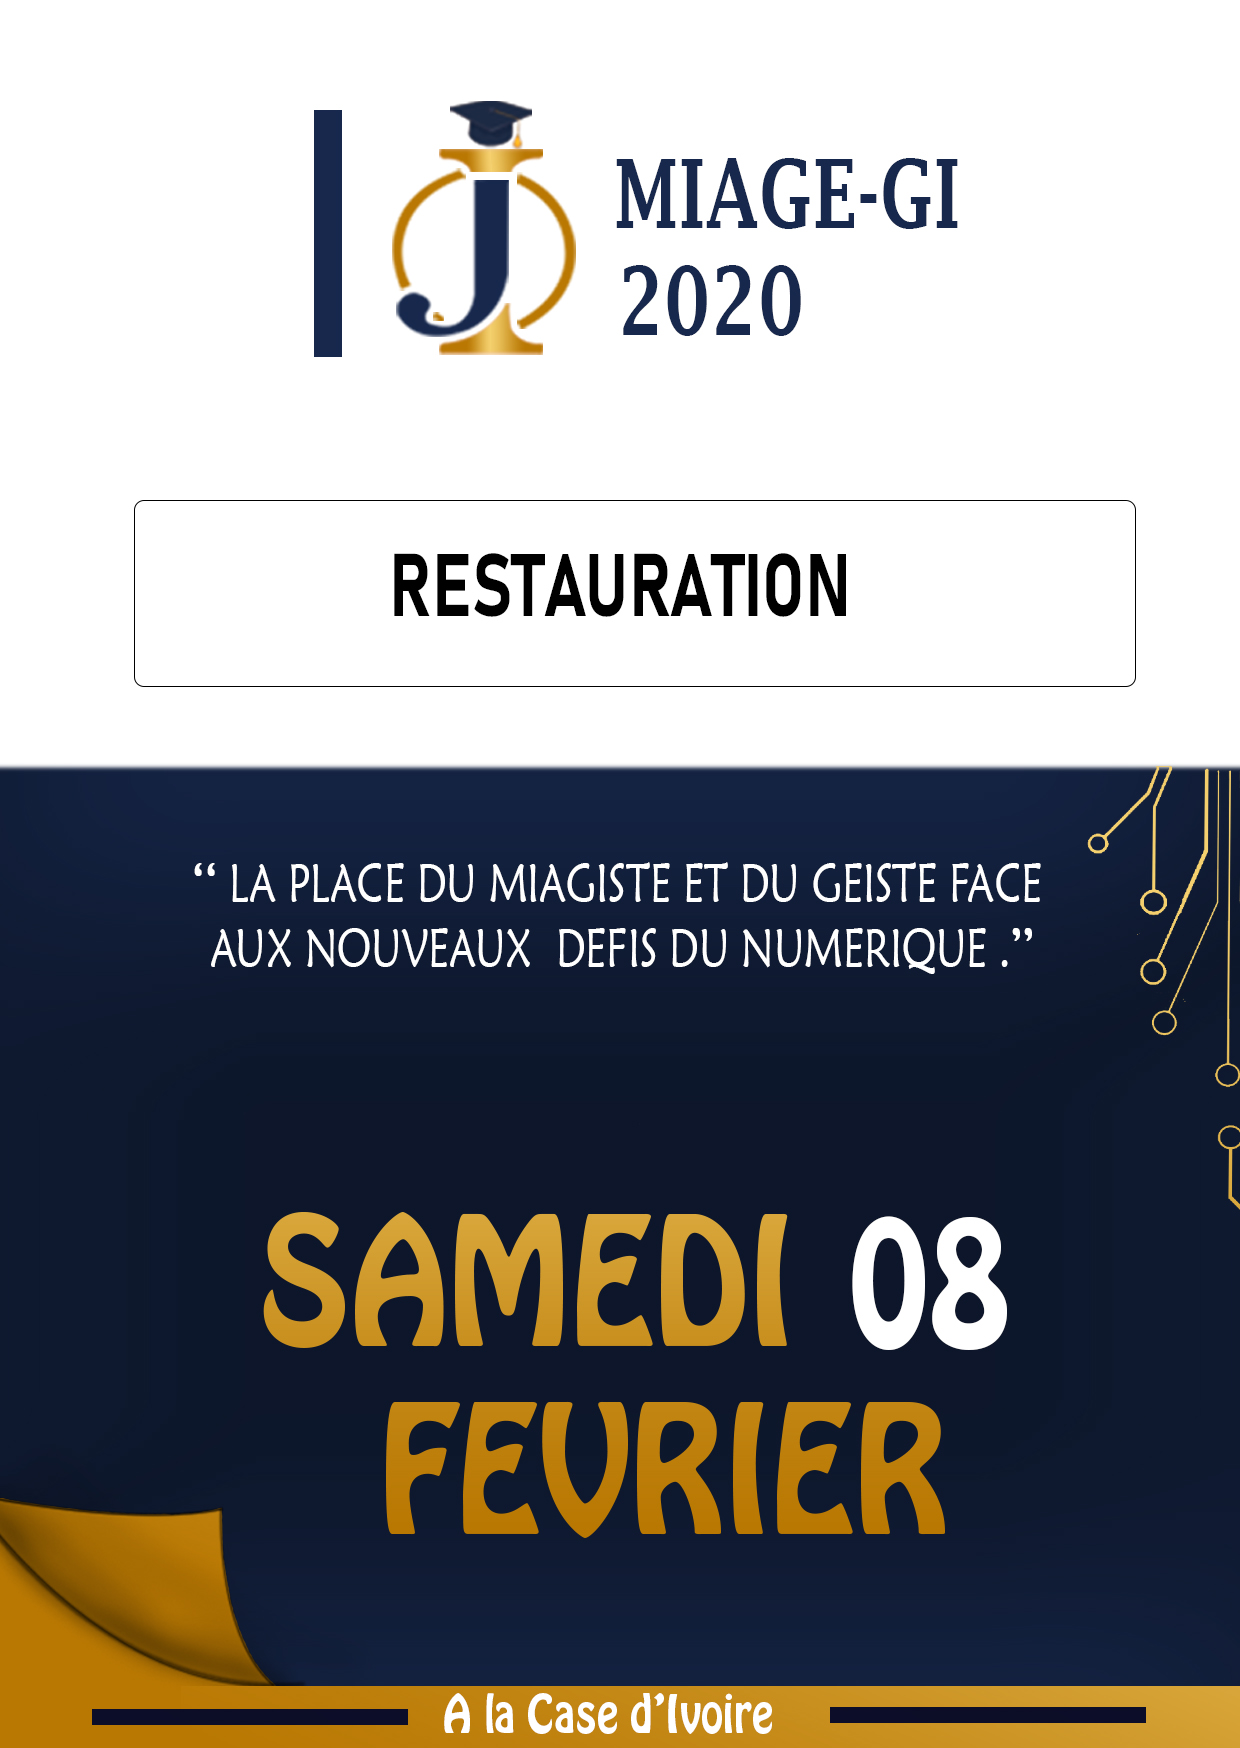 JI
MIAGE-GI
2020
RESTAURATION
‘‘ LA PLACE DU MIAGISTE ET DU GEISTE FACE
AUX NOUVEAUX DEFIS DU NUMERIQUE .’’
SAMEDI 08
FEVRIER
A la Case d’Ivoire